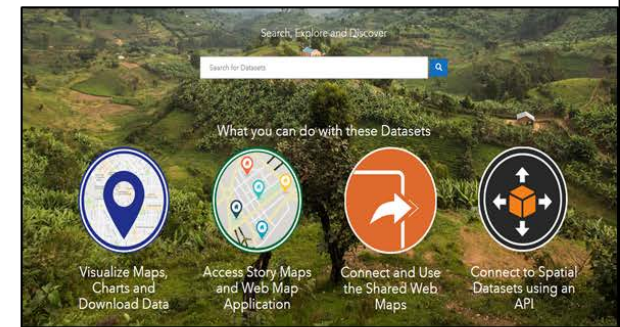 Search, Explore and Discover
Search for Datasets
What you can do with these Datasets
Visualize Maps,
Charts and
Download Data
Access Story Maps
and Web Map
Application
Connect and Use
the Shared Web
Maps
Connect to Spatial
Datasets using an
API